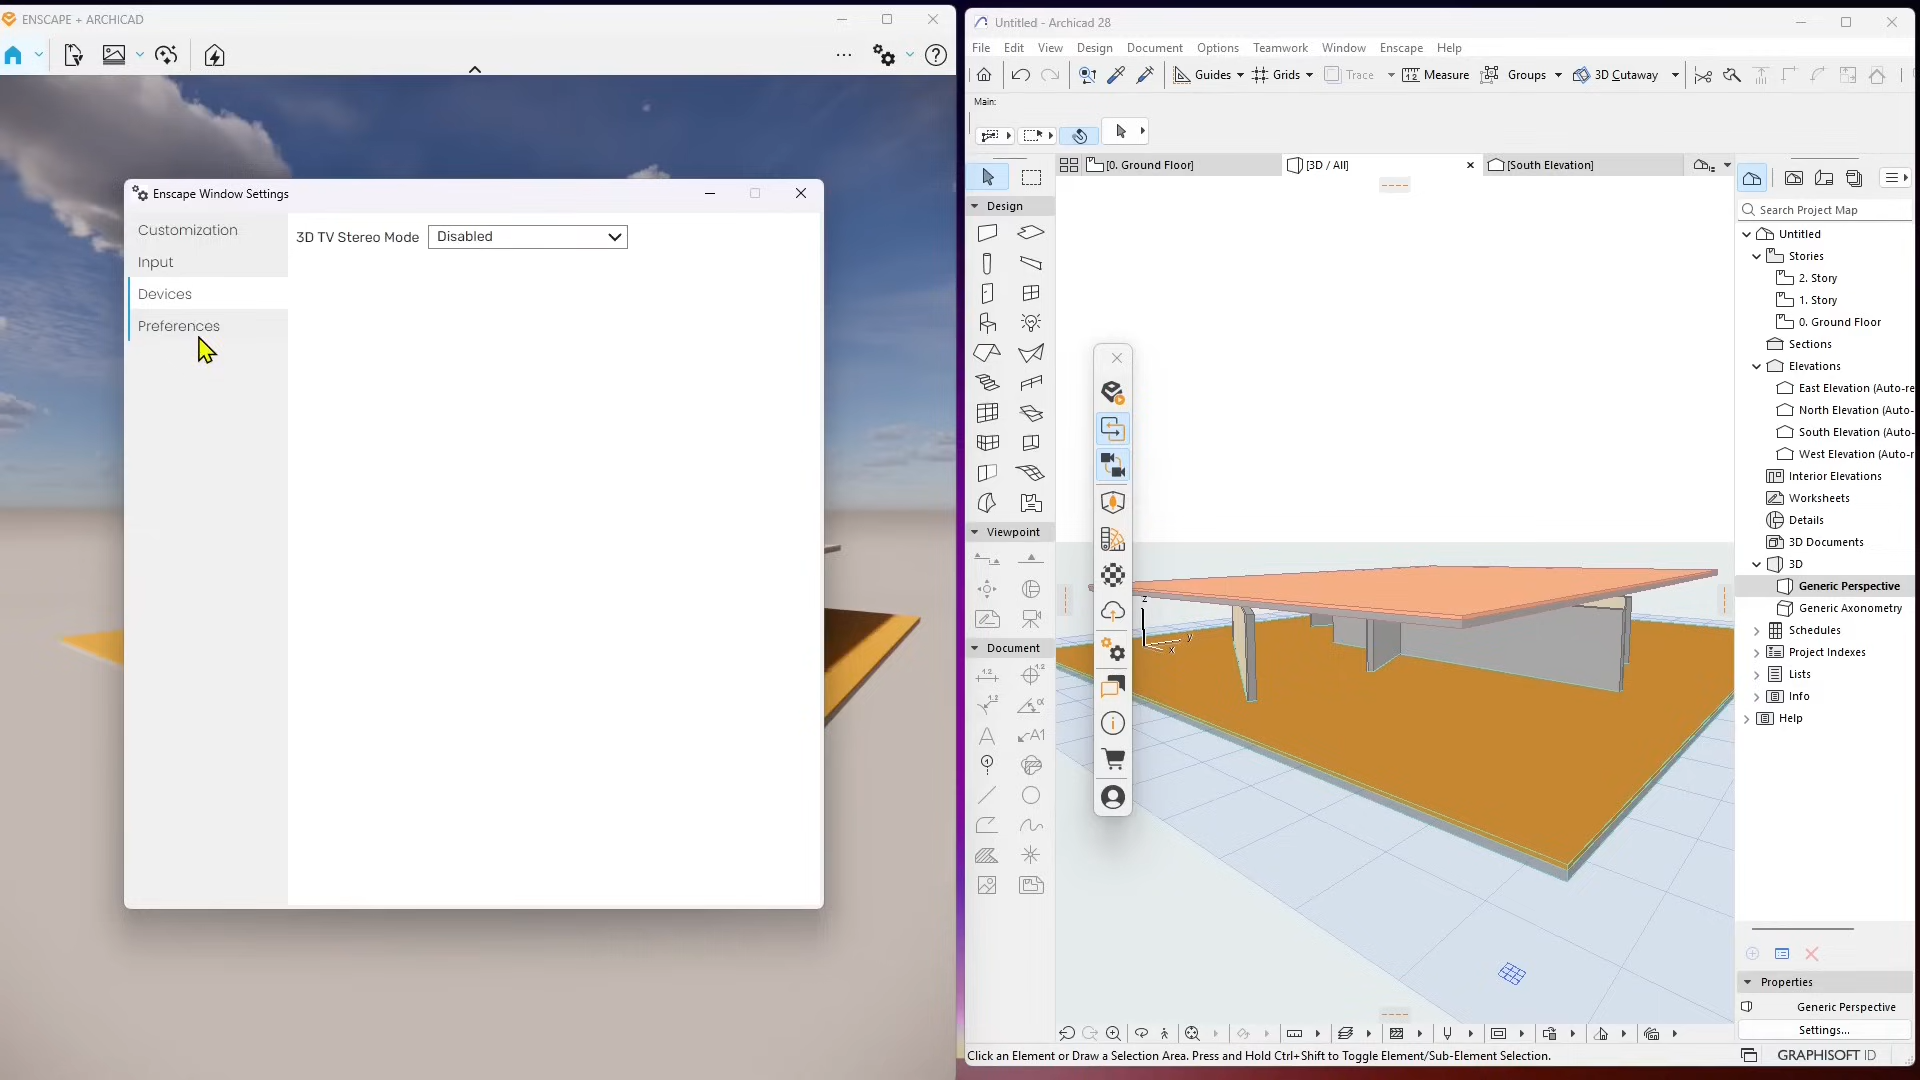 ENSCAPE + ARCHICAD
Enscape Window Settings
Customization
Input
Devices
Preferences
3D TV Stereo Mode
Disabled
Untitled - Archicad 28
File Edit View Design Document Options Teamwork Window Enscape Help
Guides Grids Trace Measure Groups 3D Cutaway
Main:
[0. Ground Floor] [3D / All] [South Elevation]
Design
Viewpoint
Document
z
y
x
Search Project Map
Untitled
Stories
2. Story
1. Story
0. Ground Floor
Sections
Elevations
East Elevation (Auto-re
North Elevation (Auto-
South Elevation (Auto-
West Elevation (Auto-r
Interior Elevations
Worksheets
Details
3D Documents
3D
Generic Perspective
Generic Axonometry
Schedules
Project Indexes
Lists
Info
Help
Properties
Generic Perspective
Settings...
Click an Element or Draw a Selection Area. Press and Hold Ctrl+Shift to Toggle Element/Sub-Element Selection.
GRAPHISOFT ID